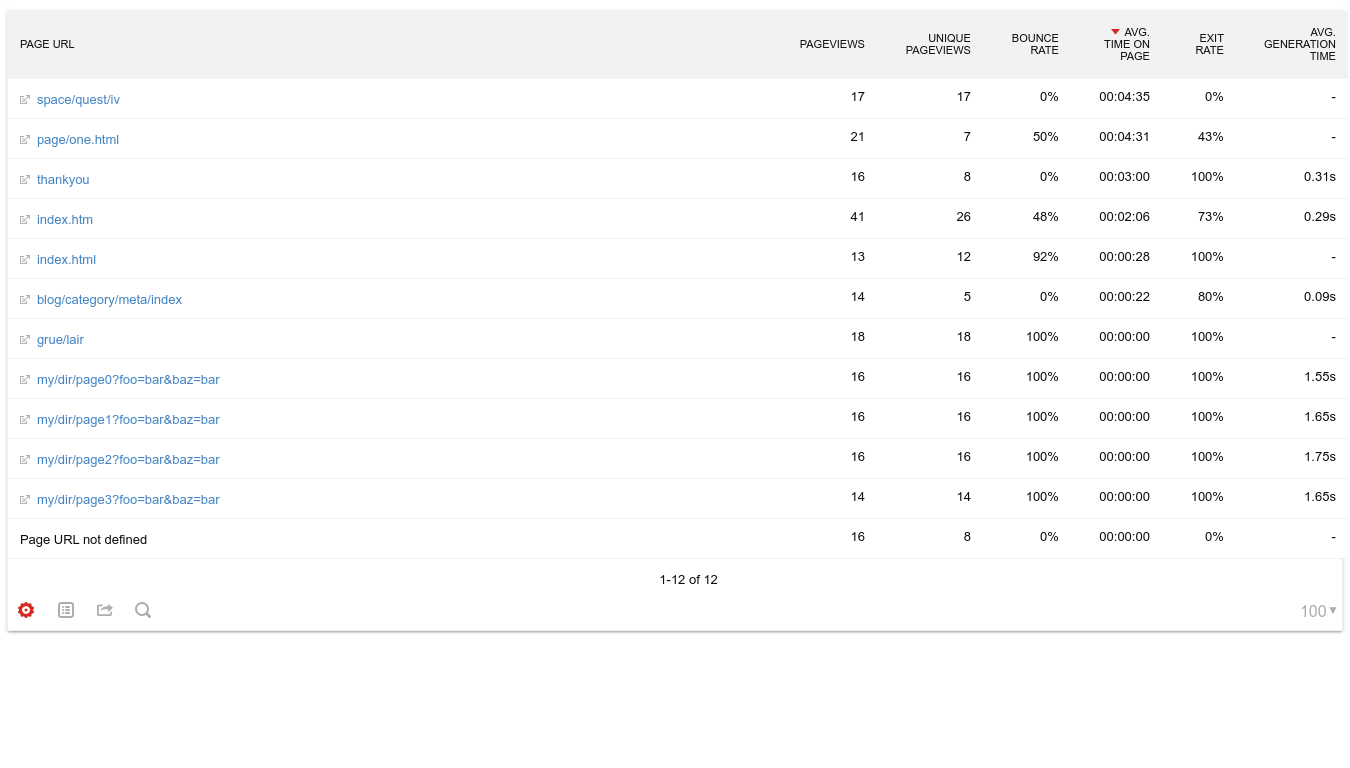 PAGE URL PAGEVIEWS UNIQUE PAGEVIEWS BOUNCE RATE AVG. TIME ON PAGE EXIT RATE AVG. GENERATION TIME
space/quest/iv 17 17 0% 00:04:35 0% -
page/one.html 21 7 50% 00:04:31 43% -
thankyou 16 8 0% 00:03:00 100% 0.31s
index.htm 41 26 48% 00:02:06 73% 0.29s
index.html 13 12 92% 00:00:28 100% -
blog/category/meta/index 14 5 0% 00:00:22 80% 0.09s
grue/lair 18 18 100% 00:00:00 100% -
my/dir/page0?foo=bar&baz=bar 16 16 100% 00:00:00 100% 1.55s
my/dir/page1?foo=bar&baz=bar 16 16 100% 00:00:00 100% 1.65s
my/dir/page2?foo=bar&baz=bar 16 16 100% 00:00:00 100% 1.75s
my/dir/page3?foo=bar&baz=bar 14 14 100% 00:00:00 100% 1.65s
Page URL not defined 16 8 0% 00:00:00 0% -
1-12 of 12
100